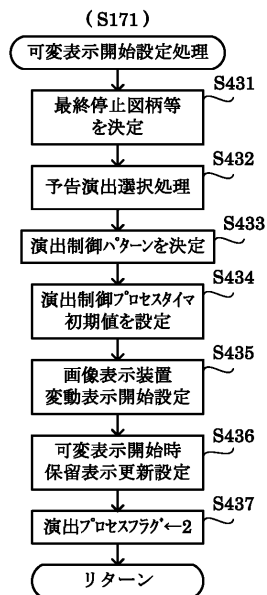 (S171)
可変表示開始設定処理
S431
最終停止図柄等
を決定
S432
予告演出選択処理
S433
演出制御パターンを決定
S434
演出制御プロセスタイマ
初期値を設定
S435
画像表示装置
変動表示開始設定
S436
可変表示開始時
保留表示更新設定
S437
演出プロセスフラグ←2
リターン